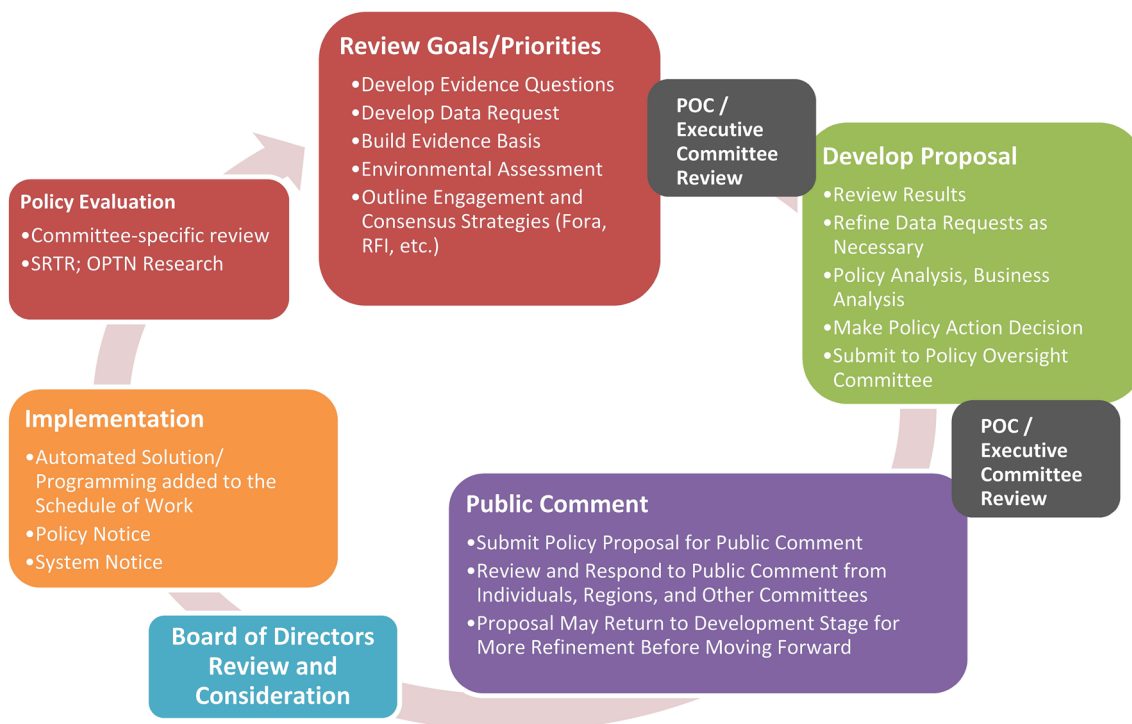 Review Goals/Priorities
•Develop Evidence Questions
•Develop Data Request
•Build Evidence Basis
•Environmental Assessment
•Outline Engagement and
Consensus Strategies (Fora,
RFI, etc.)
POC /
Executive
Committee
Review
Develop Proposal
•Review Results
•Refine Data Requests as
Necessary
•Policy Analysis, Business
Analysis
•Make Policy Action Decision
•Submit to Policy Oversight
Committee
POC /
Executive
Committee
Review
Public Comment
•Submit Policy Proposal for Public Comment
•Review and Respond to Public Comment from
Individuals, Regions, and Other Committees
•Proposal May Return to Development Stage for
More Refinement Before Moving Forward
Board of Directors
Review and
Consideration
Implementation
•Automated Solution/
Programming added to the
Schedule of Work
•Policy Notice
•System Notice
Policy Evaluation
•Committee-specific review
•SRTR; OPTN Research